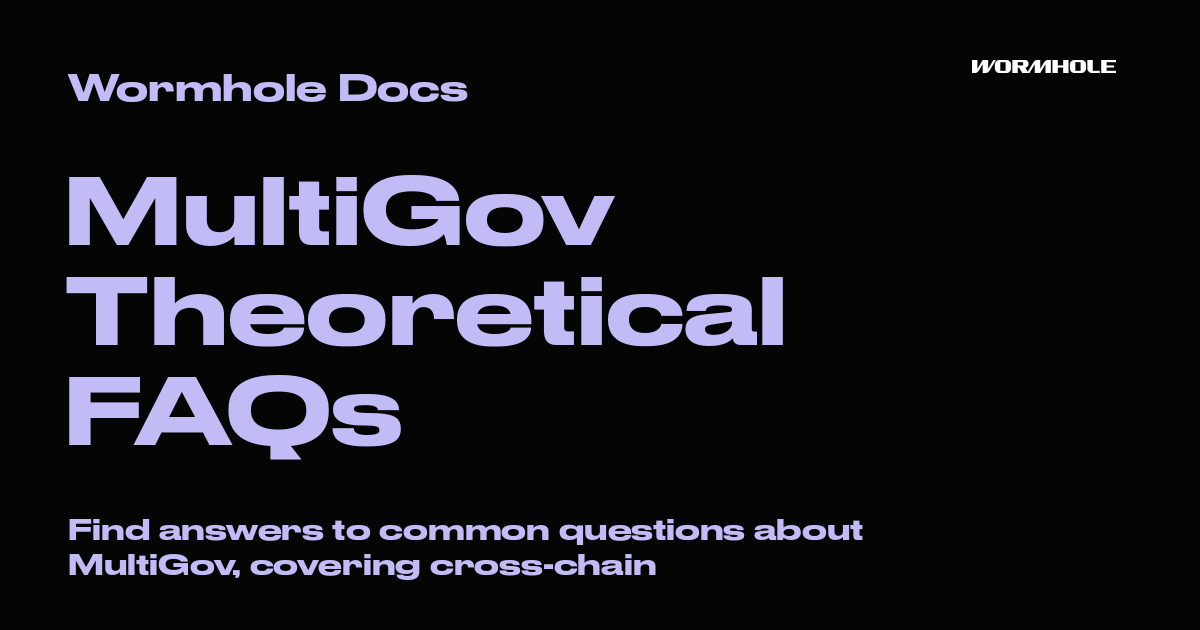 Wormhole Docs
WORMHOLE
MultiGov
Theoretical
FAQs
Find answers to common questions about
MultiGov, covering cross-chain